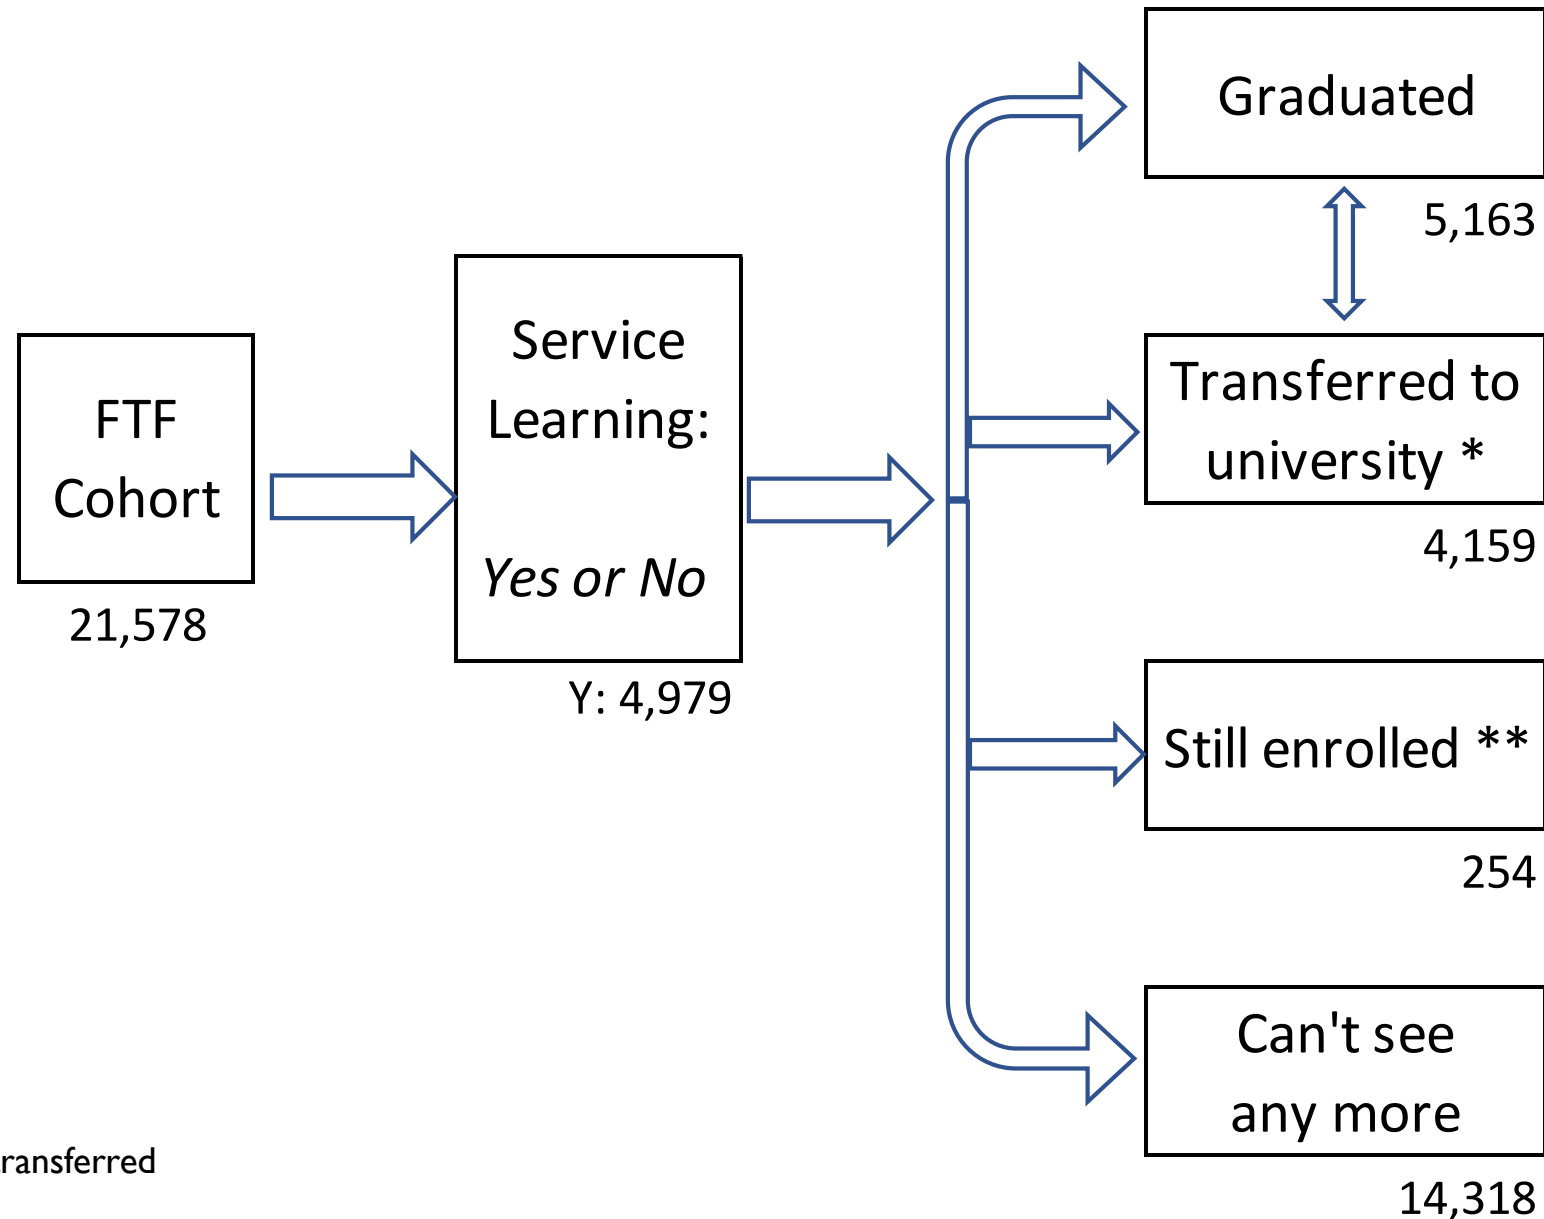 Graduated
5,163
Service
Learning:
Yes or No
Y: 4,979
FTF
Cohort
21,578
Transferred to
university *
4,159
Still enrolled **
254
Can't see
any more
14,318